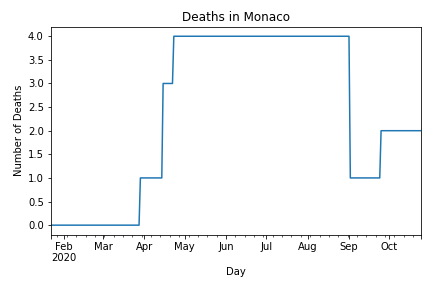 Deaths in Monaco
Number of Deaths
4.0
3.5
3.0
2.5
2.0
1.5
1.0
0.5
0.0
Feb Mar Apr May Jun Jul Aug Sep Oct
2020
Day